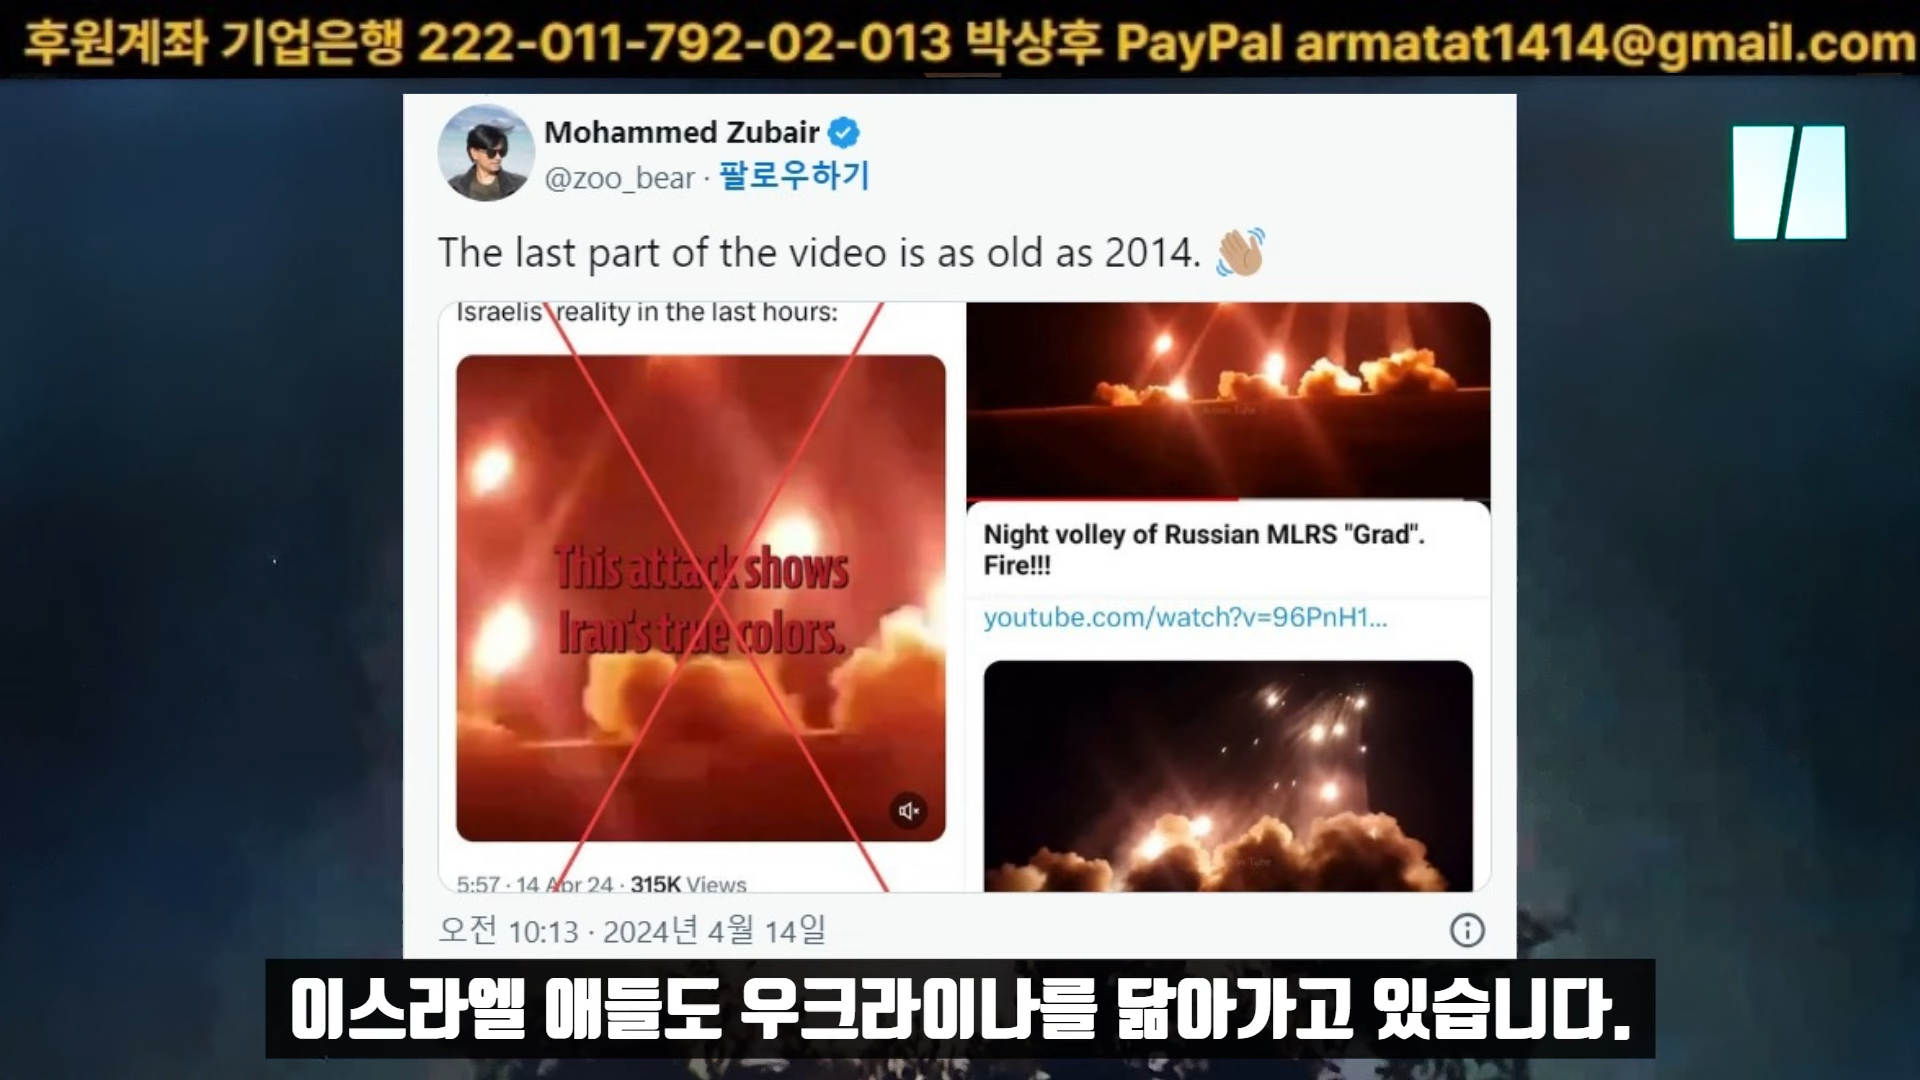 후원계좌 기업은행 222-011-792-02-013 박상후 PayPal armatat1414@gmail.com
Mohammed Zubair
@zoo_bear · 팔로우하기
The last part of the video is as old as 2014. 👋🏽
Israelis' reality in the last hours:
This attack shows
Iran's true colors.
5:57 · 14 Apr 24 · 315K Views
Night volley of Russian MLRS "Grad".
Fire!!!
youtube.com/watch?v=96PnH1...
오전 10:13 · 2024년 4월 14일
이스라엘 애들도 우크라이나를 닮아가고 있습니다.